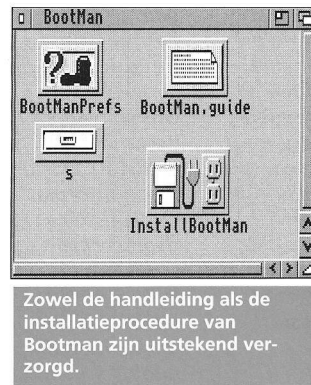 BootMan
BootManPrefs
BootMan.guide
s
InstallBootMan
Zowel de handleiding als de
installatieprocedure van
Bootman zijn uitstekend ver-
zorgd.